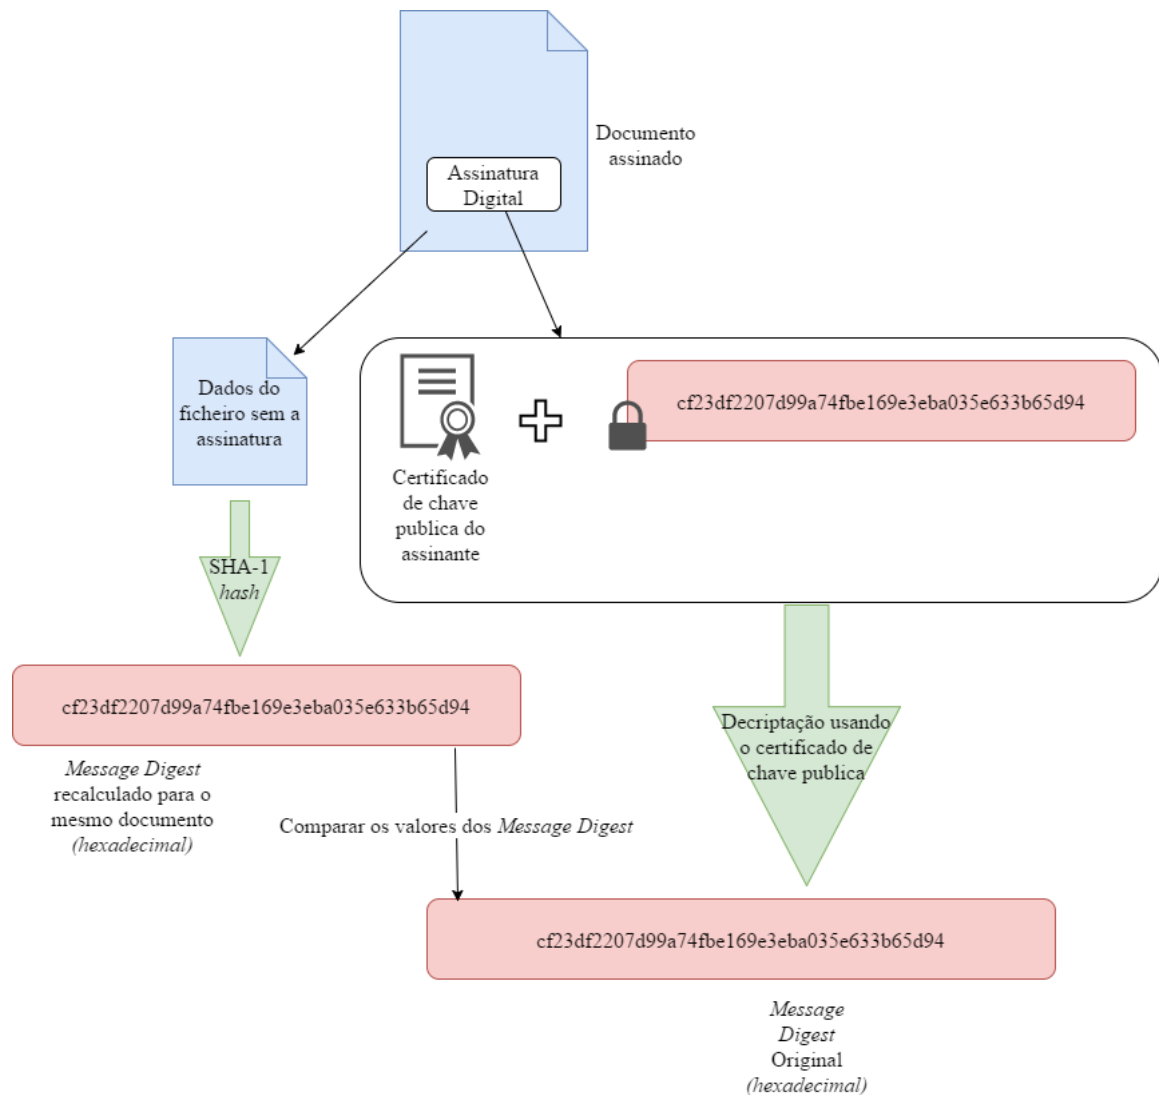 Documento
assinado
Assinatura
Digital
Dados do
ficheiro sem a
assinatura
cf23df2207d99a74fbe169e3eba035e633b65d94
Certificado
de chave
publica do
assinante
SHA-1
hash
cf23df2207d99a74fbe169e3eba035e633b65d94
Decriptação usando
o certificado de
chave publica
Message Digest
recalculado para o
mesmo documento
(hexadecimal)
Comparar os valores dos Message Digest
cf23df2207d99a74fbe169e3eba035e633b65d94
Message
Digest
Original
(hexadecimal)